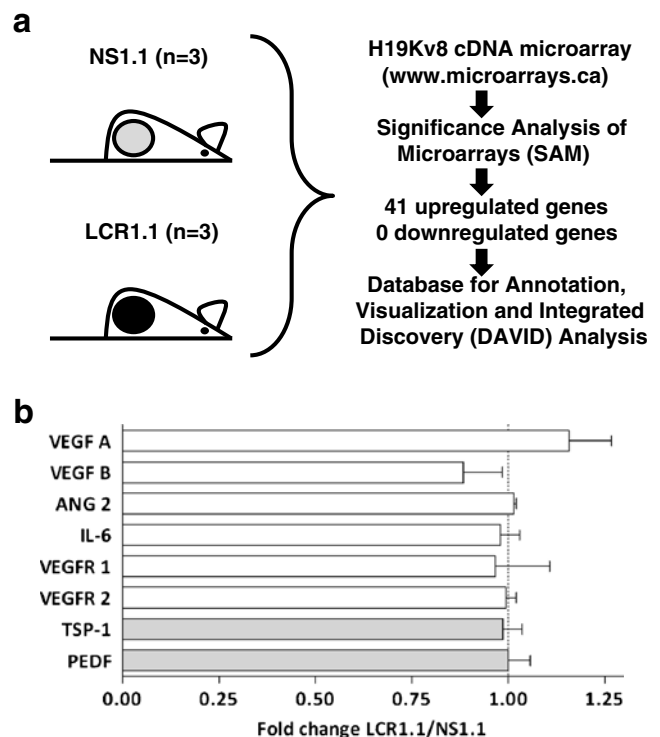 a
NS1.1 (n=3)
LCR1.1 (n=3)
H19Kv8 cDNA microarray
(www.microarrays.ca)
Significance Analysis of
Microarrays (SAM)
41 upregulated genes
0 downregulated genes
Database for Annotation,
Visualization and Integrated
Discovery (DAVID) Analysis
b
VEGF A
VEGF B
ANG 2
IL-6
VEGFR 1
VEGFR 2
TSP-1
PEDF
0.00 0.25 0.50 0.75 1.00 1.25
Fold change LCR1.1/NS1.1